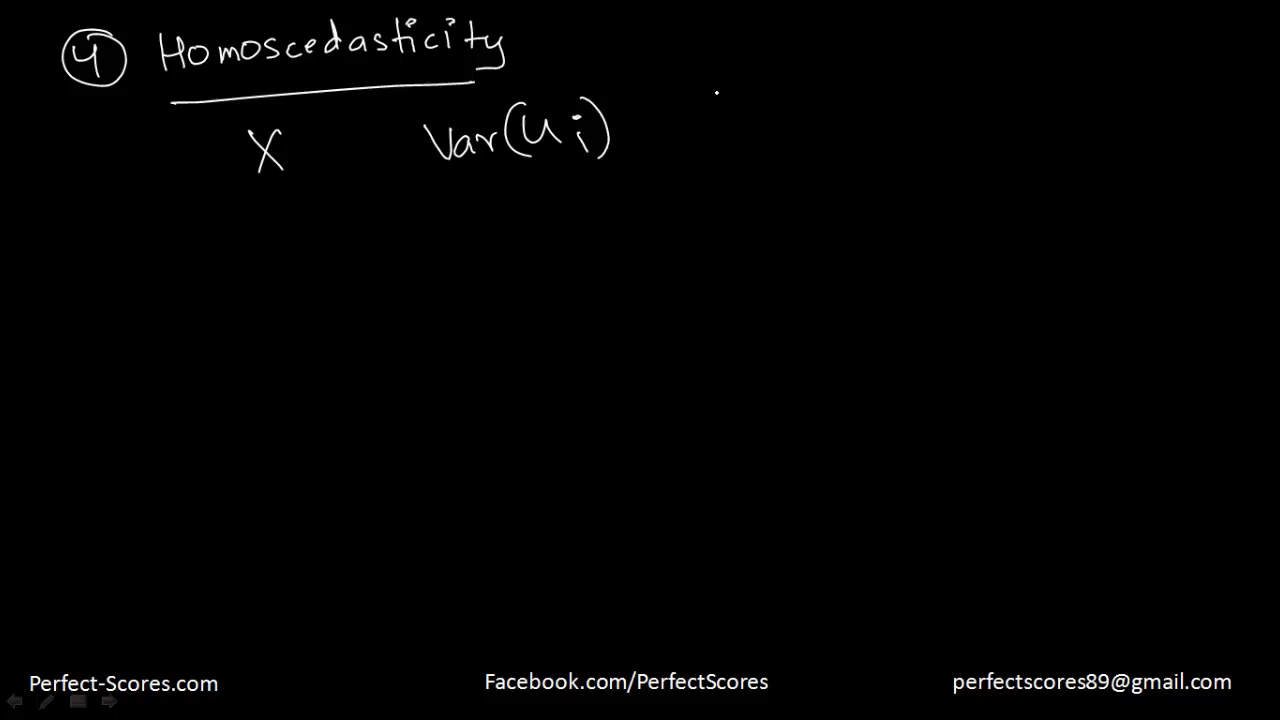 4 Homoscedasticity
X Var(ui)
Perfect-Scores.com Facebook.com/PerfectScores perfectscores89@gmail.com